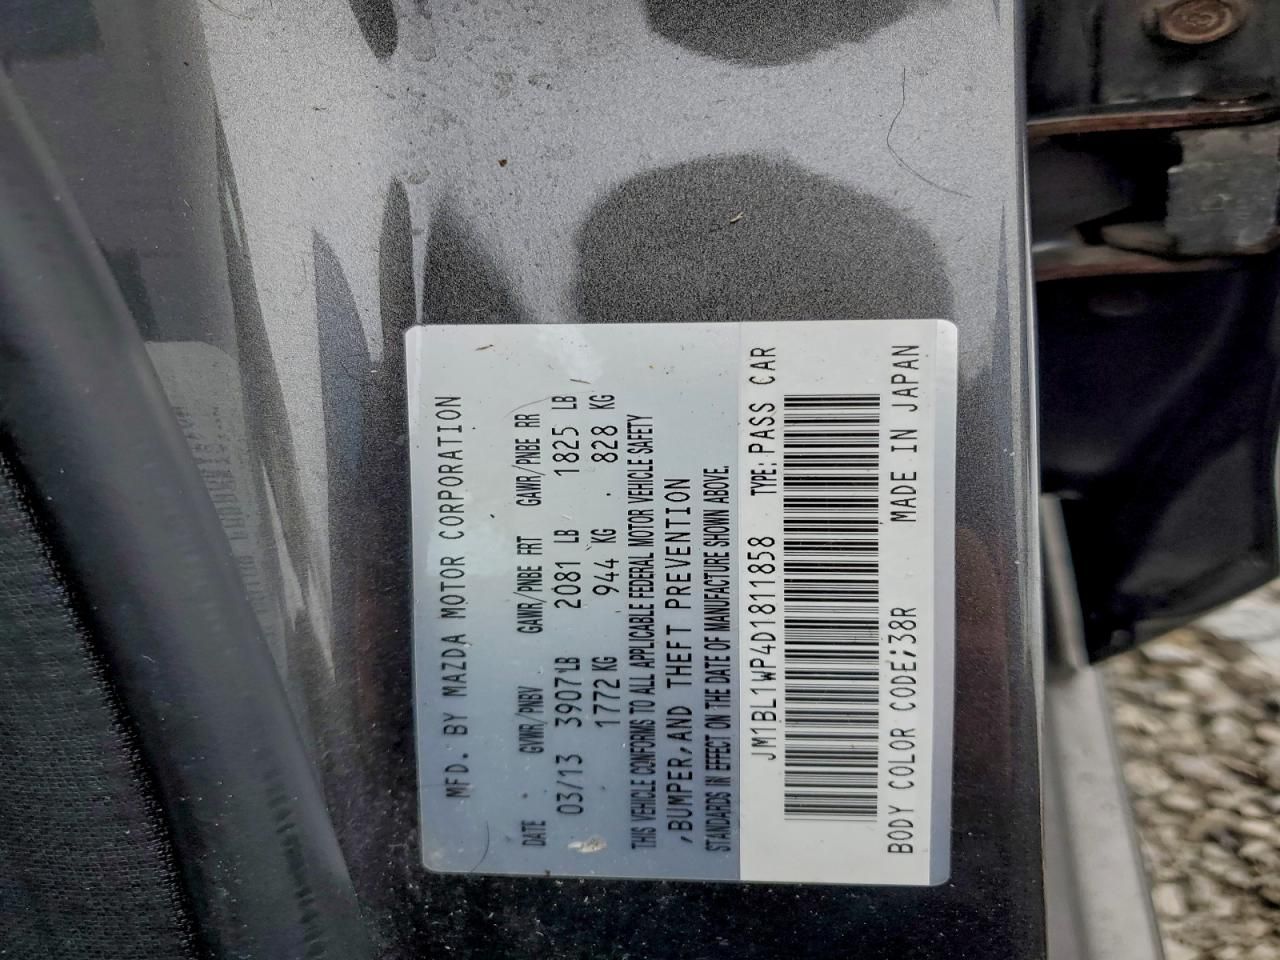 MFD. BY MAZDA MOTOR CORPORATION
DATE GVWR/PNBV GAWR/PNBE FRT GAWR/PNBE RR
03/13 3907LB 2081 LB 1825 LB
1772KG 944 KG 828 KG
THIS VEHICLE CONFORMS TO ALL APPLICABLE FEDERAL MOTOR VEHICLE SAFETY
,BUMPER,AND THEFT PREVENTION
STANDARDS IN EFFECT ON THE DATE OF MANUFACTURE SHOWN ABOVE.
JM1BL1WP4D1811858 TYPE: PASS CAR
BODY COLOR CODE;38R MADE IN JAPAN